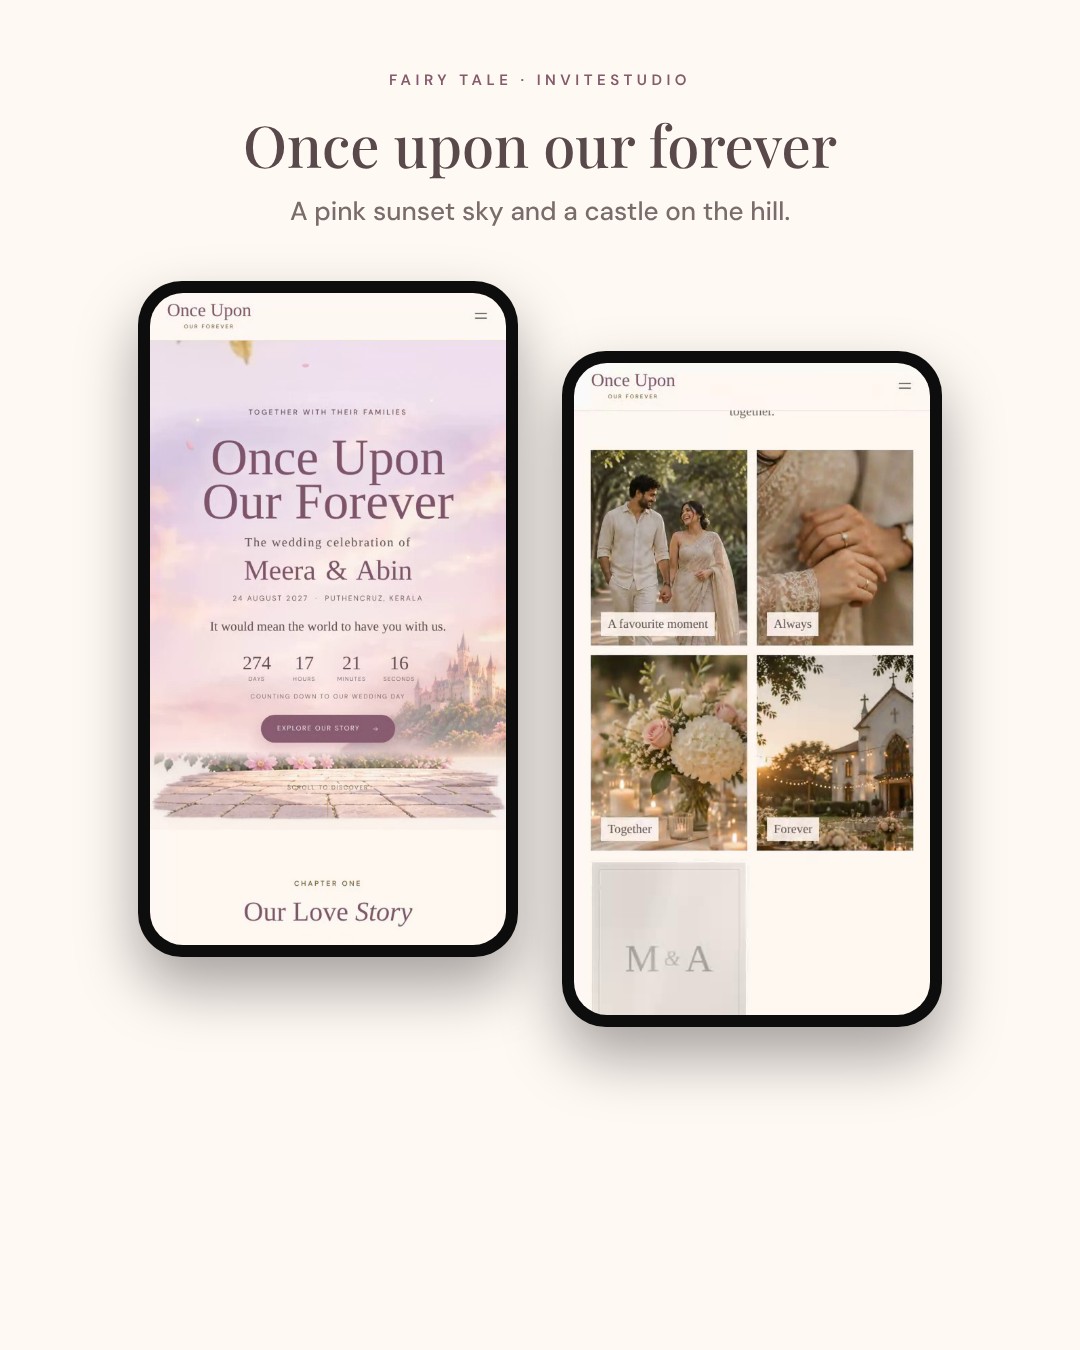 FAIRY TALE · INVITESTUDIO
Once upon our forever
A pink sunset sky and a castle on the hill.
Once Upon
OUR FOREVER
TOGETHER WITH THEIR FAMILIES
Once Upon
Our Forever
The wedding celebration of
Meera & Abin
24 AUGUST 2027 · PUTHENCRUZ, KERALA
It would mean the world to have you with us.
274 17 21 16
DAYS HOURS MINUTES SECONDS
COUNTING DOWN TO OUR WEDDING DAY
EXPLORE OUR STORY →
SCROLL TO DISCOVER
CHAPTER ONE
Our Love Story
Once Upon
OUR FOREVER
together.
A favourite moment
Always
Together
Forever
M & A